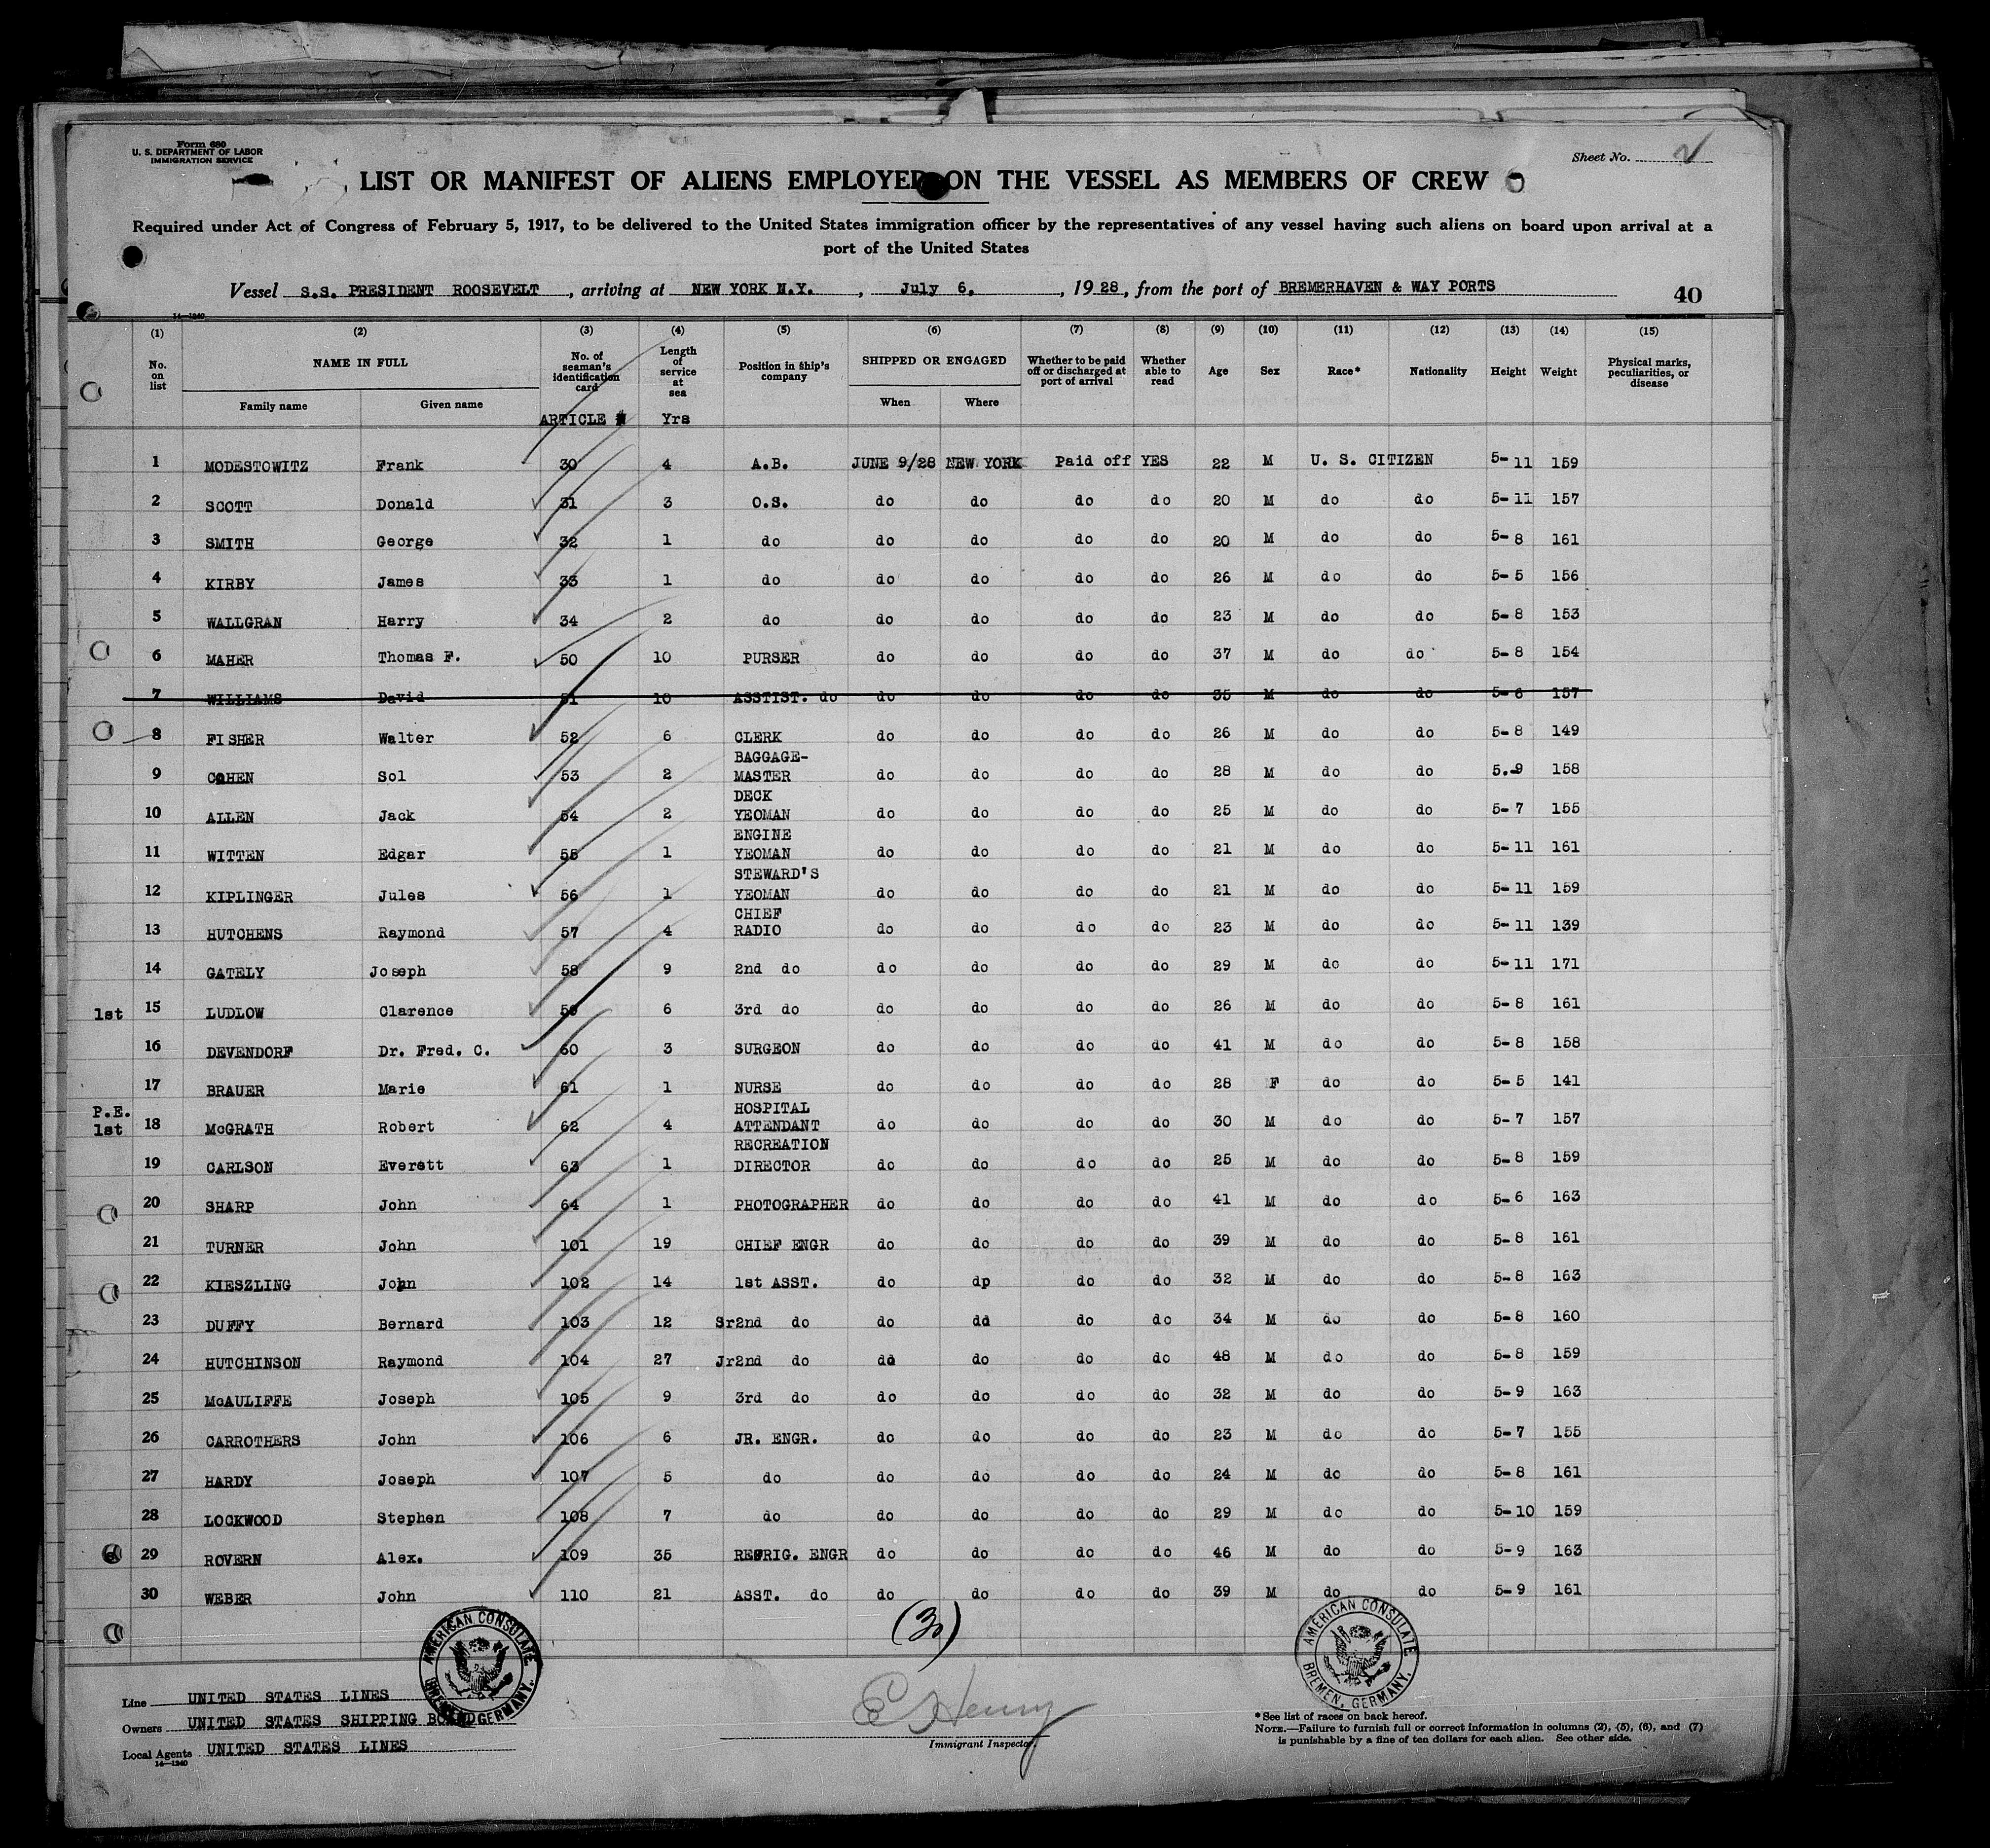 Form 680
U. S. DEPARTMENT OF LABOR
IMMIGRATION SERVICE
Sheet No.
LIST OR MANIFEST OF ALIENS EMPLOYED ON THE VESSEL AS MEMBERS OF CREW
Required under Act of Congress of February 5, 1917, to be delivered to the United States immigration officer by the representatives of any vessel having such aliens on board upon arrival at a
port of the United States
Vessel S.S. PRESIDENT ROOSEVELT, arriving at NEW YORK N.Y., July 6, 1928, from the port of BREMERHAVEN & WAY PORTS 40
14—1240
(1) (2) (3) (4) (5) (6) (7) (8) (9) (10) (11) (12) (13) (14) (15)
No. on list NAME IN FULL Family name Given name No. of seaman's identification card ARTICLE # Length of service at sea Yrs Position in ship's company SHIPPED OR ENGAGED When Where Whether to be paid off or discharged at port of arrival Whether able to read Age Sex Race* Nationality Height Weight Physical marks, peculiarities, or disease
1 MODESTOWITZ Frank 30 4 A.B. JUNE 9/28 NEW YORK Paid off YES 22 M U. S. CITIZEN 5-11 159
2 SCOTT Donald 31 3 O.S. do do do do 20 M do do 5-11 157
3 SMITH George 32 1 do do do do do 20 M do do 5-8 161
4 KIRBY James 33 1 do do do do do 26 M do do 5-5 156
5 WALLGRAN Harry 34 2 do do do do do 23 M do do 5-8 153
6 MAHER Thomas F. 50 10 PURSER do do do do 37 M do do 5-8 154
7 WILLIAMS David 51 10 ASSTIST. do do do do do 35 M do do 5-6 157
8 FISHER Walter 52 6 CLERK do do do do 26 M do do 5-8 149
9 COHEN Sol 53 2 BAGGAGE-MASTER do do do do 28 M do do 5.-9 158
10 ALLEN Jack 54 2 DECK YEOMAN do do do do 25 M do do 5-7 155
11 WITTEN Edgar 55 1 ENGINE YEOMAN do do do do 21 M do do 5-11 161
12 KIPLINGER Jules 56 1 STEWARD'S YEOMAN do do do do 21 M do do 5-11 159
13 HUTCHENS Raymond 57 4 CHIEF RADIO do do do do 23 M do do 5-11 139
14 GATELY Joseph 58 9 2nd do do do do do 29 M do do 5-11 171
1st 15 LUDLOW Clarence 59 6 3rd do do do do do 26 M do do 5-8 161
16 DEVENDORF Dr. Fred. C. 60 3 SURGEON do do do do 41 M do do 5-8 158
17 BRAUER Marie 61 1 NURSE do do do do 28 F do do 5-5 141
P.E. 1st 18 McGRATH Robert 62 4 HOSPITAL ATTENDANT do do do do 30 M do do 5-7 157
19 CARLSON Everett 63 1 RECREATION DIRECTOR do do do do 25 M do do 5-8 159
20 SHARP John 64 1 PHOTOGRAPHER do do do do 41 M do do 5-6 163
21 TURNER John 101 19 CHIEF ENGR do do do do 39 M do do 5-8 161
22 KIESZLING John 102 14 1st ASST. do dp do do 32 M do do 5-8 163
23 DUFFY Bernard 103 12 Sr2nd do do dd do do 34 M do do 5-8 160
24 HUTCHINSON Raymond 104 27 Jr2nd do do do do do 48 M do do 5-8 159
25 McAULIFFE Joseph 105 9 3rd do do do do do 32 M do do 5-9 163
26 CARROTHERS John 106 6 JR. ENGR. do do do do 23 M do do 5-7 155
27 HARDY Joseph 107 5 do do do do do 24 M do do 5-8 161
28 LOCKWOOD Stephen 108 7 do do do do do 29 M do do 5-10 159
29 ROVERN Alex. 109 35 REFRIG. ENGR do do do do 46 M do do 5-9 163
30 WEBER John 110 21 ASST. do do do do do 39 M do do 5-9 161
(30)
AMERICAN CONSULATE BREMEN, GERMANY.
AMERICAN CONSULATE BREMEN, GERMANY.
Line UNITED STATES LINES
Owners UNITED STATES SHIPPING BOARD
Local Agents UNITED STATES LINES
14—1240
E Henry
Immigrant Inspector.
*See list of races on back hereof.
NOTE.—Failure to furnish full or correct information in columns (2), (5), (6), and (7)
is punishable by a fine of ten dollars for each alien. See other side.